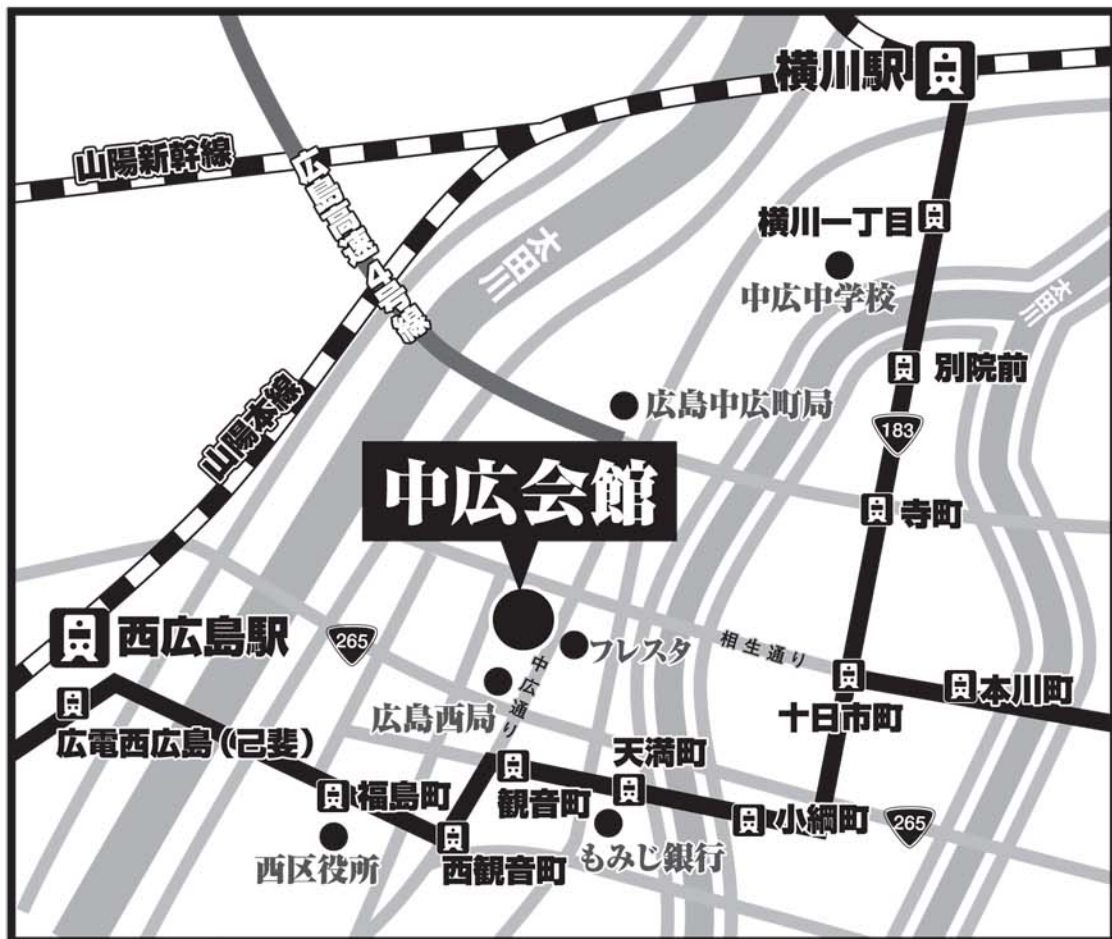 横川駅
山陽新幹線
広島高速4号線
太田川
横川一丁目
中広中学校
太田川
別院前
広島中広町局
183
山陽本線
中広会館
寺町
西広島駅
265
フレスタ
相生通り
中広通り
広島西局
本川町
十日市町
広電西広島(己斐)
天満町
福島町
観音町
小網町
265
西区役所
西観音町
もみじ銀行